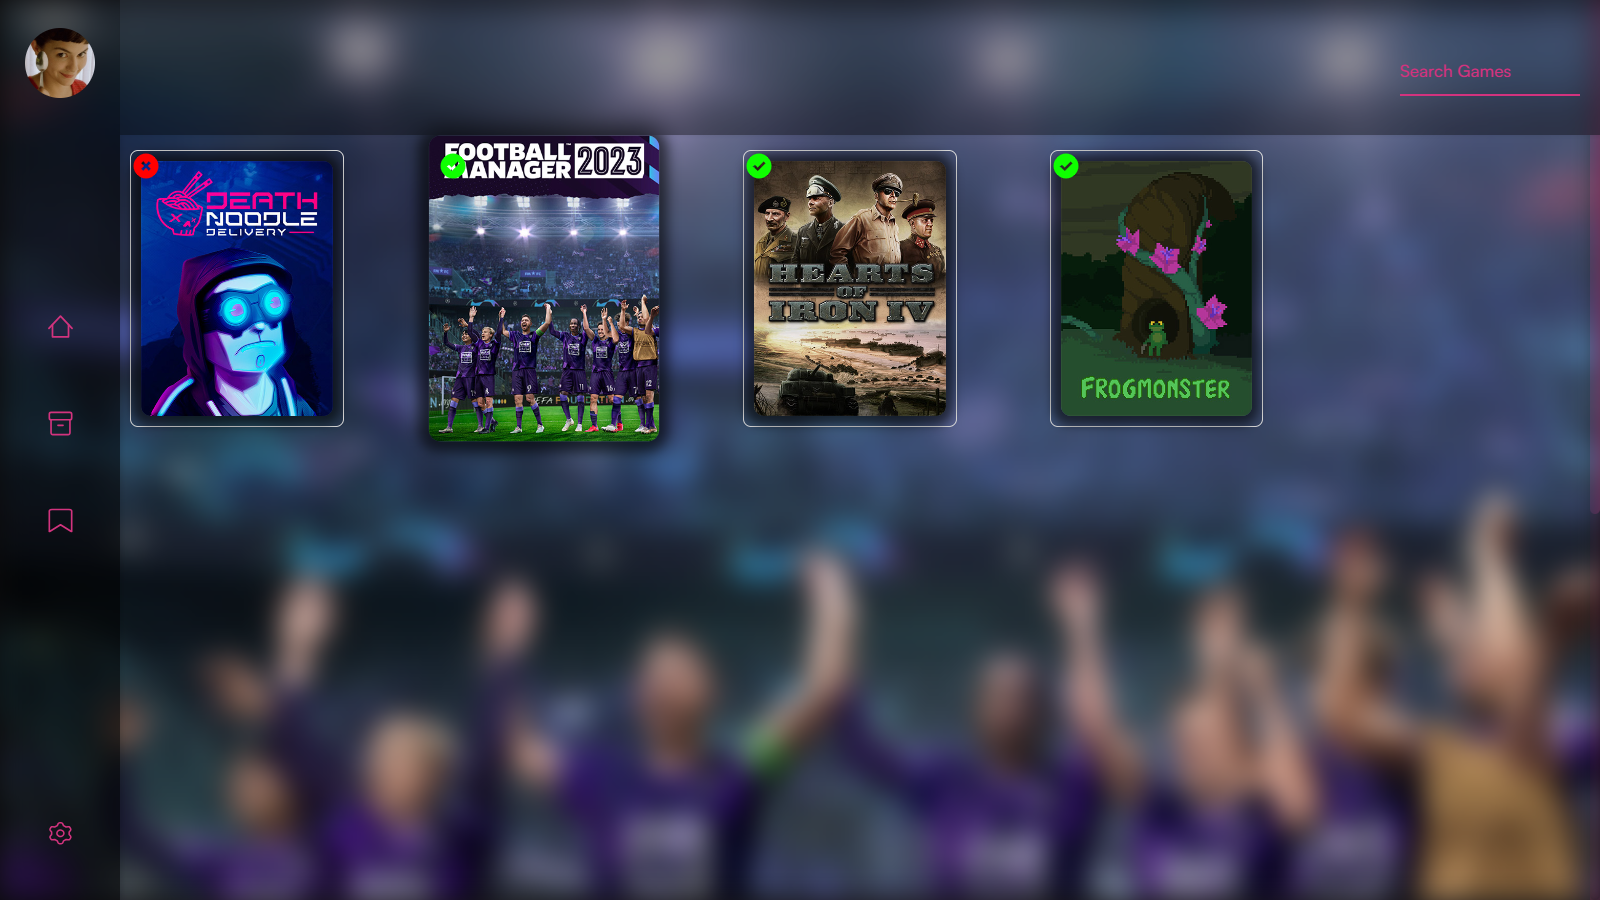 Search Games
DEATH
NOODLE
DELIVERY
FOOTBALL
MANAGER 2023
HEARTS
OF
IRON IV
FROGMONSTER